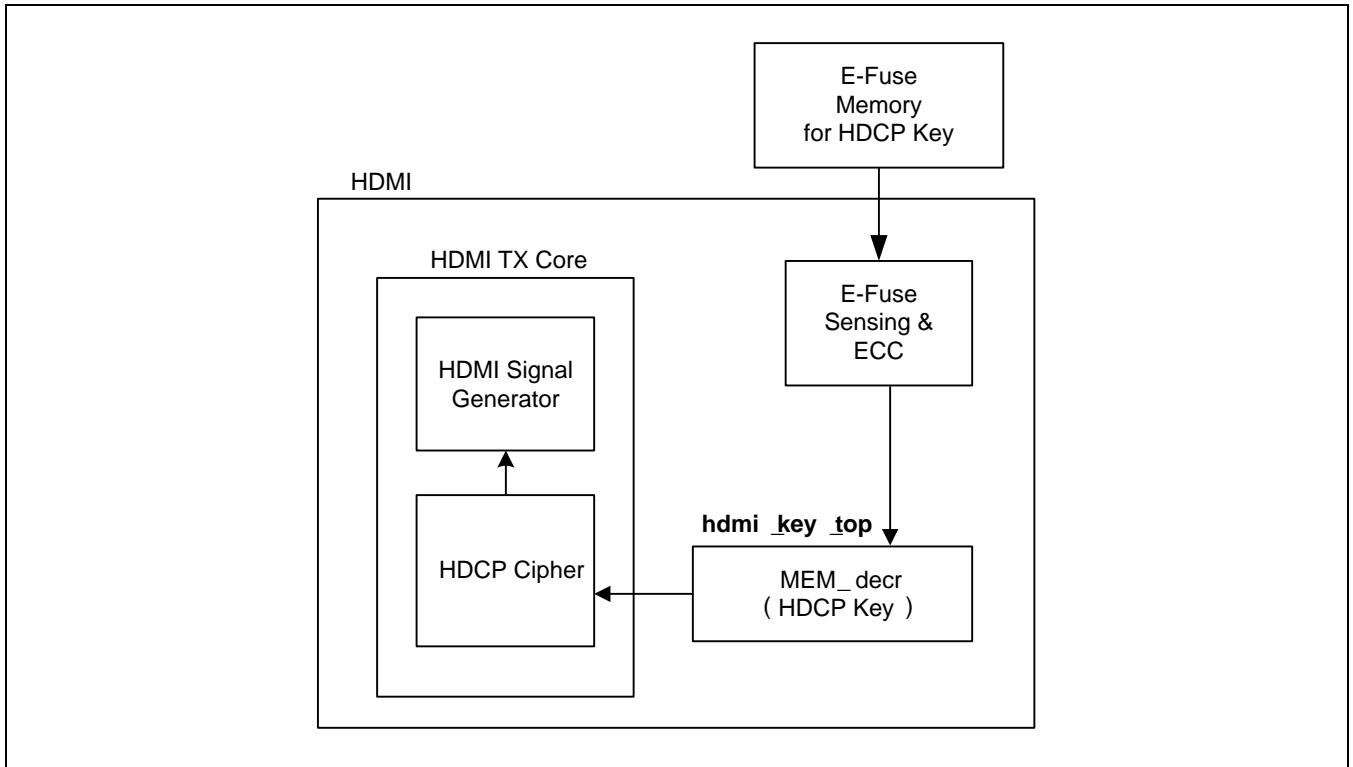 E-Fuse
Memory
for HDCP Key
HDMI
HDMI TX Core
E-Fuse
Sensing &
ECC
HDMI Signal
Generator
hdmi _key _top
HDCP Cipher
MEM_ decr
( HDCP Key )